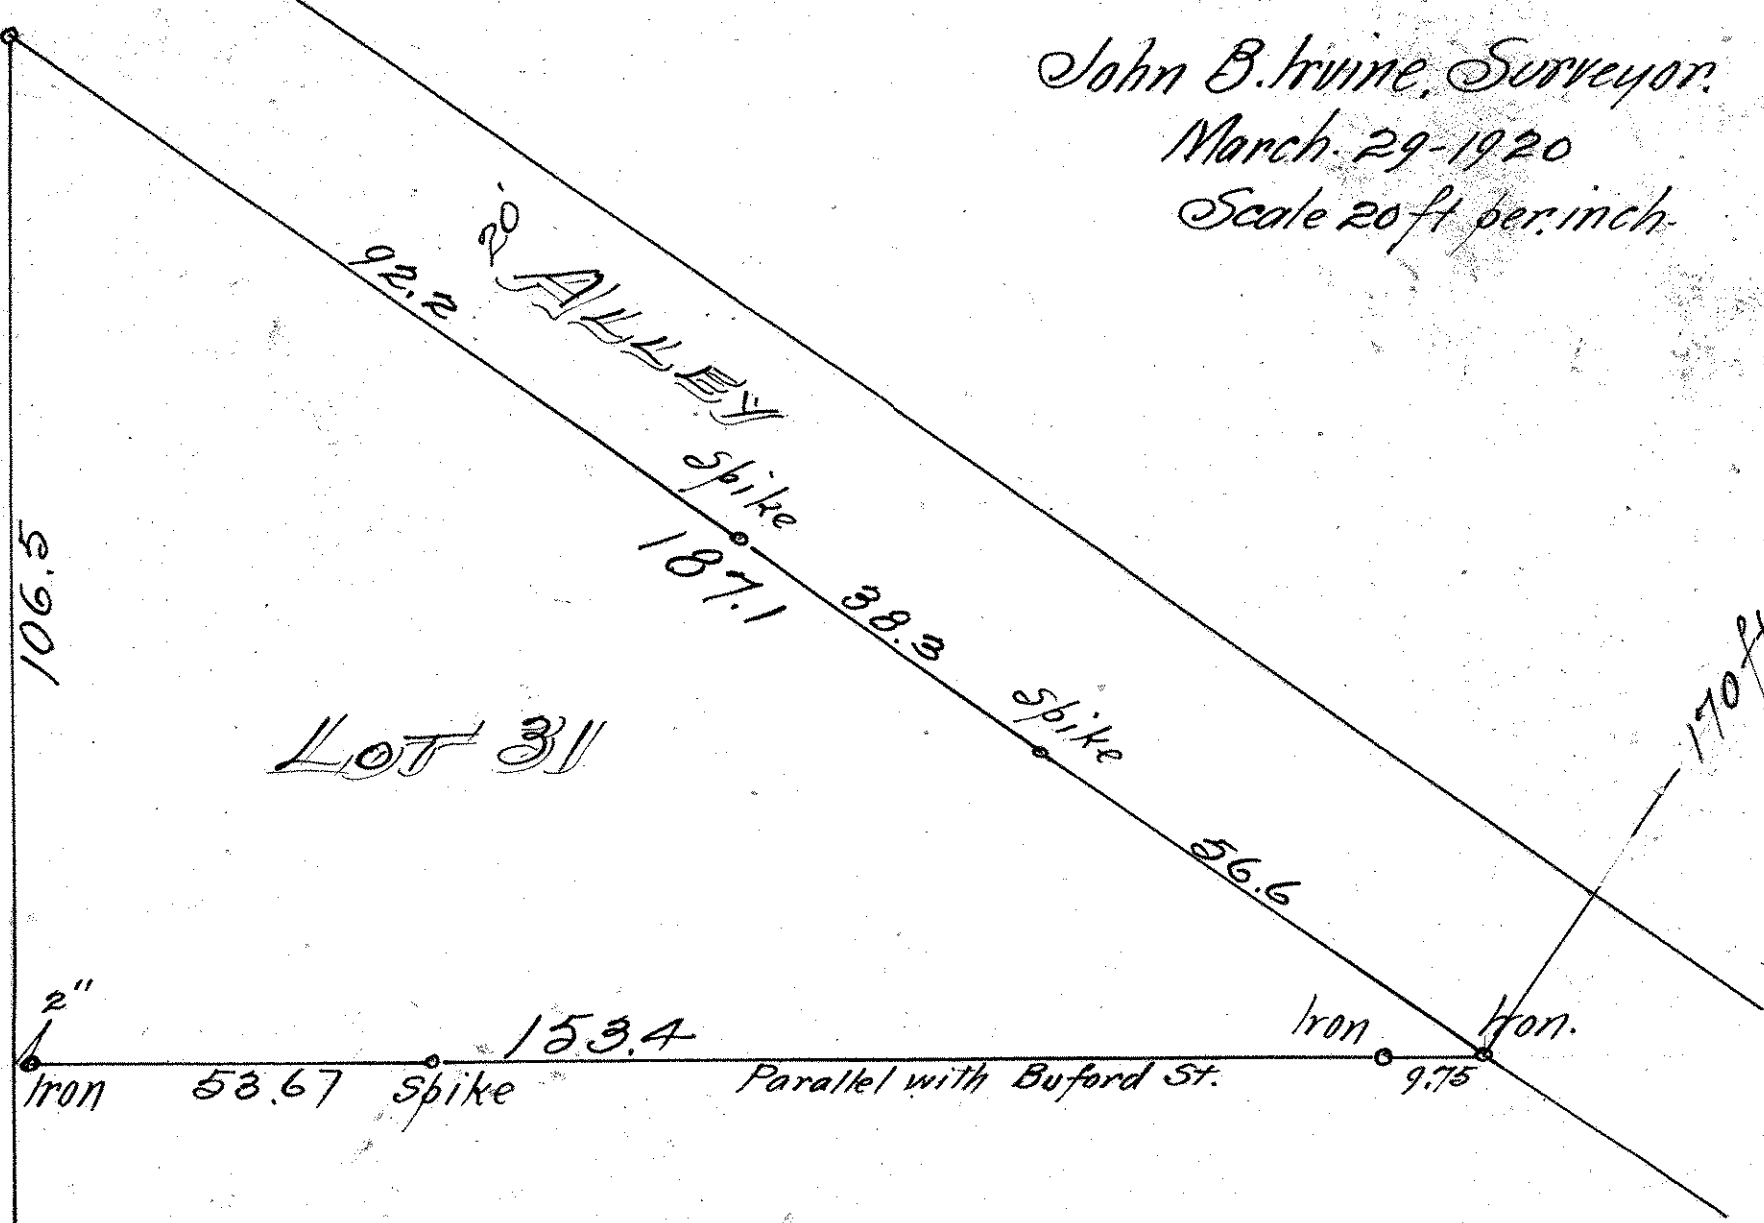 John B. Irvine, Surveyor.
March. 29-1920
Scale 20 ft per. inch-
20'
ALLEY
92.2
Spike
187.1
38.3
Spike
56.6
106.5
LOT 31
170 ft
2"
Iron
53.67
Spike
153.4
Parallel with Buford St.
Iron
9.75
Iron.